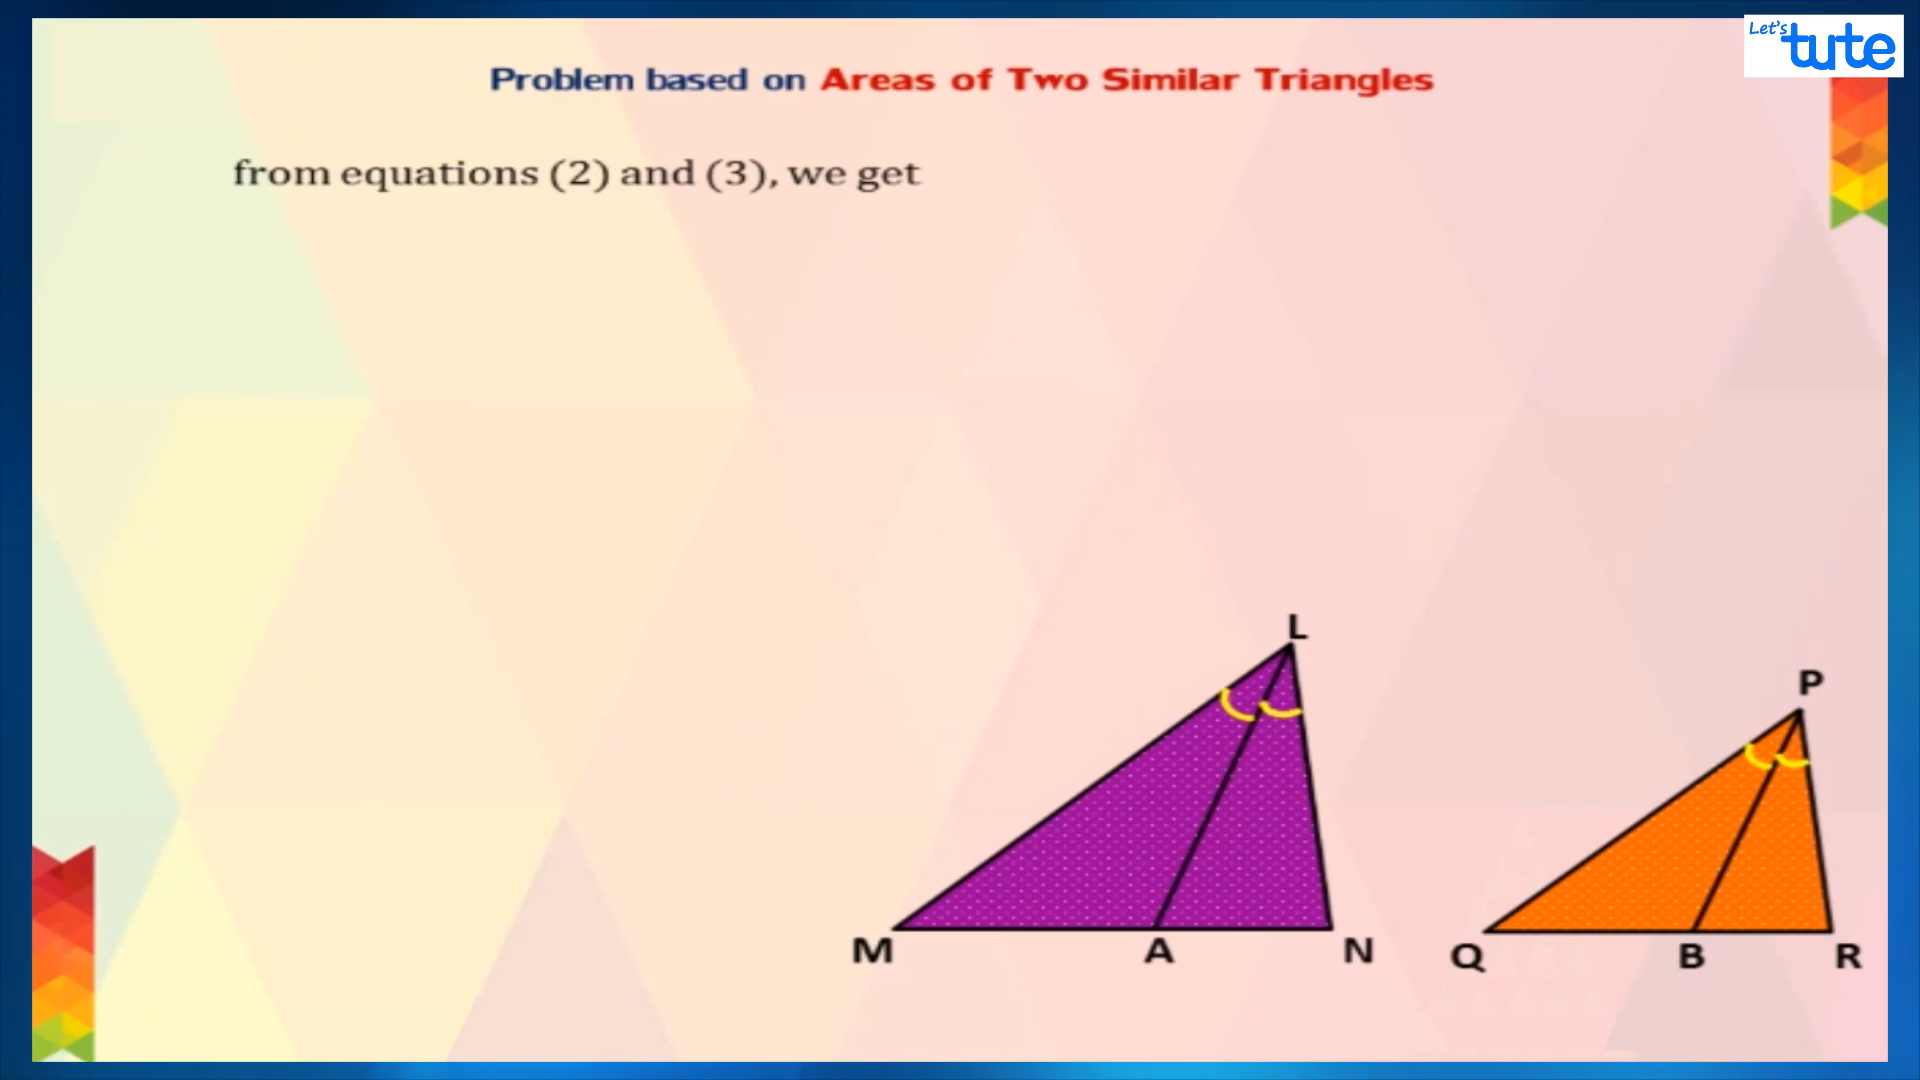 Let's
tute
Problem based on Areas of Two Similar Triangles
from equations (2) and (3), we get
L
P
M
A
N
Q
B
R